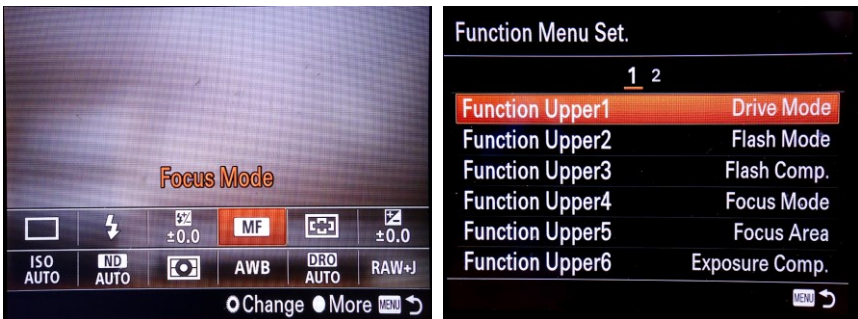 Focus Mode
±0.0 MF ±0.0
ISO AUTO ND AUTO AWB DRO AUTO RAW+J
Change More MENU
Function Menu Set.
1 2
Function Upper1 Drive Mode
Function Upper2 Flash Mode
Function Upper3 Flash Comp.
Function Upper4 Focus Mode
Function Upper5 Focus Area
Function Upper6 Exposure Comp.
MENU